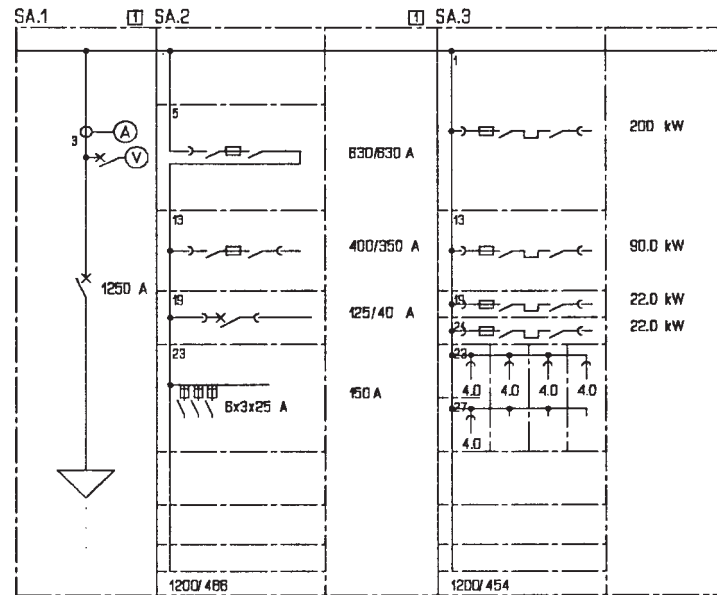 SA.1 1 SA.2 1 SA.3
1
5
3 A
200 kW
V
630/630 A
13 13
400/350 A 90.0 kW
1250 A
19 125/40 A 19 22.0 kW
21 22.0 kW
23 23
150 A 4.0 4.0 4.0 4.0
6x3x25 A 27
4.0
1200/486 1200/454